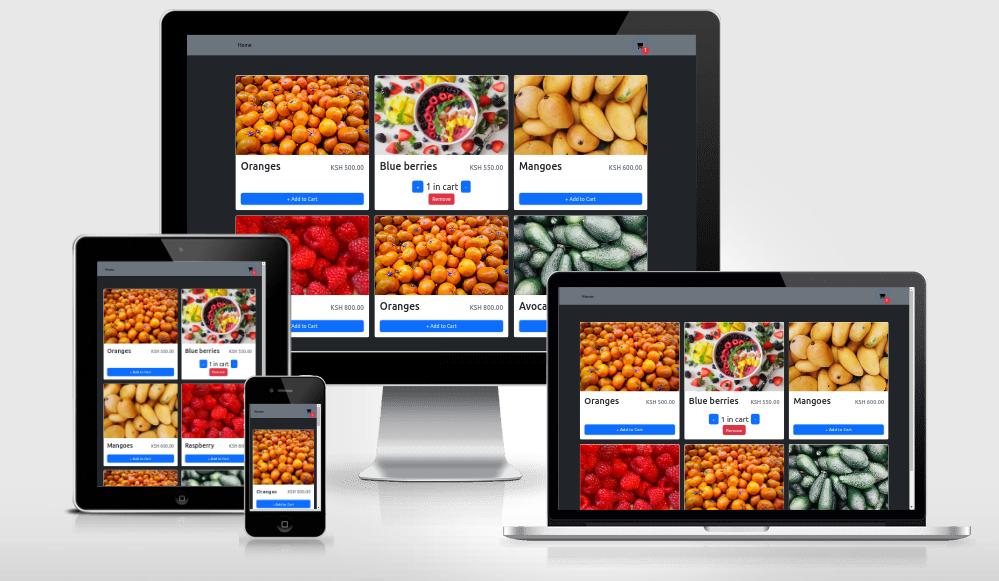 Home
1
Oranges KSH 500.00
Blue berries KSH 550.00
Mangoes KSH 600.00
+ 1 in cart -
Remove
+ Add to Cart
+ Add to Cart
KSH 800.00
Oranges KSH 800.00
Avoca
dd to Cart
+ Add to Cart
Home
Oranges KSH 500.00
Blue berries KSH 550.00
1 in cart
+ Add to Cart
Remove
Mangoes KSH 600.00
Raspberry KSH 8
+ Add to Cart
+ Add to Cart
Home
Oranges KSH 500.00
+ Add to Cart
Home
Oranges KSH 500.00
Blue berries KSH 550.00
Mangoes KSH 600.00
1 in cart
+ Add to Cart
Remove
+ Add to Cart